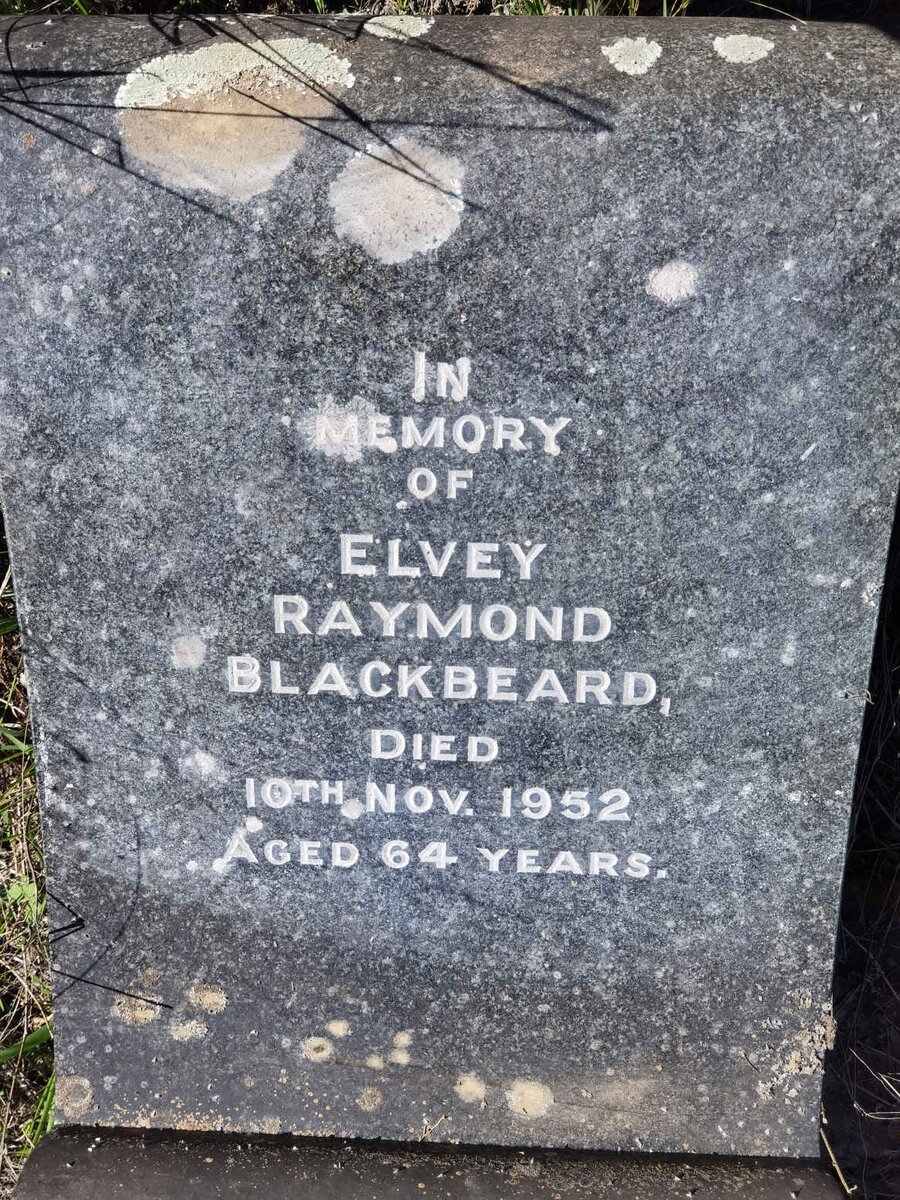 IN
MEMORY
OF
ELVEY
RAYMOND
BLACKBEARD,
DIED
10TH NOV. 1952
AGED 64 YEARS.